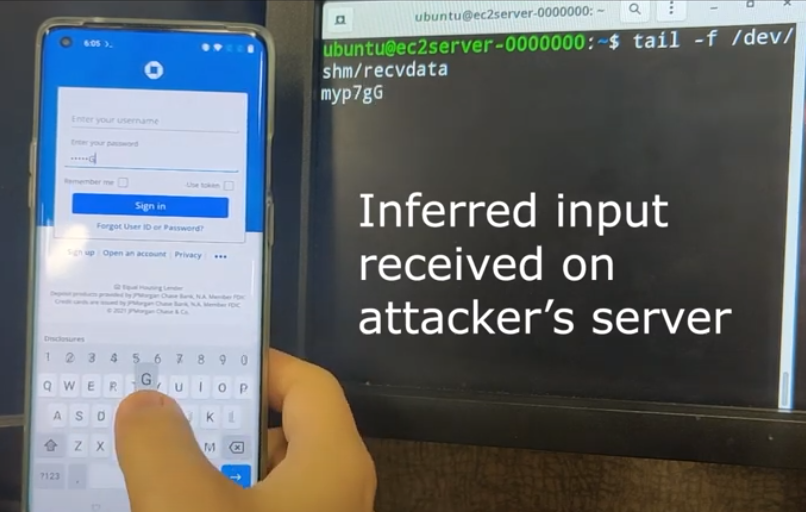 6:05
Enter your username
Enter your password
•••••G
Remember me
Use token
Sign in
Forgot User ID or Password?
Sign up | Open an account | Privacy | •••
Equal Housing Lender
Deposit products provided by JPMorgan Chase Bank, N.A. Member FDIC
Credit cards are issued by JPMorgan Chase Bank, N.A. Member FDIC
© 2021 JPMorgan Chase & Co.
Disclosures
1 2 3 4 5 6 7 8 9 0
Q W E R T Y U I O P
G
A S D K L
Z X M
?123 .
ubuntu@ec2server-0000000: ~
ubuntu@ec2server-0000000:~$ tail -f /dev/
shm/recvdata
myp7gG
Inferred input
received on
attacker's server